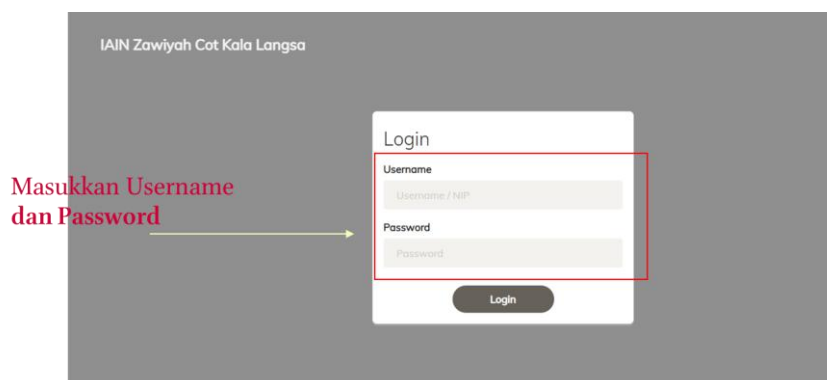 IAIN Zawiyah Cot Kala Langsa
Login
Username
Username / NIP
Masukkan Username
dan Password
Password
Password
Login